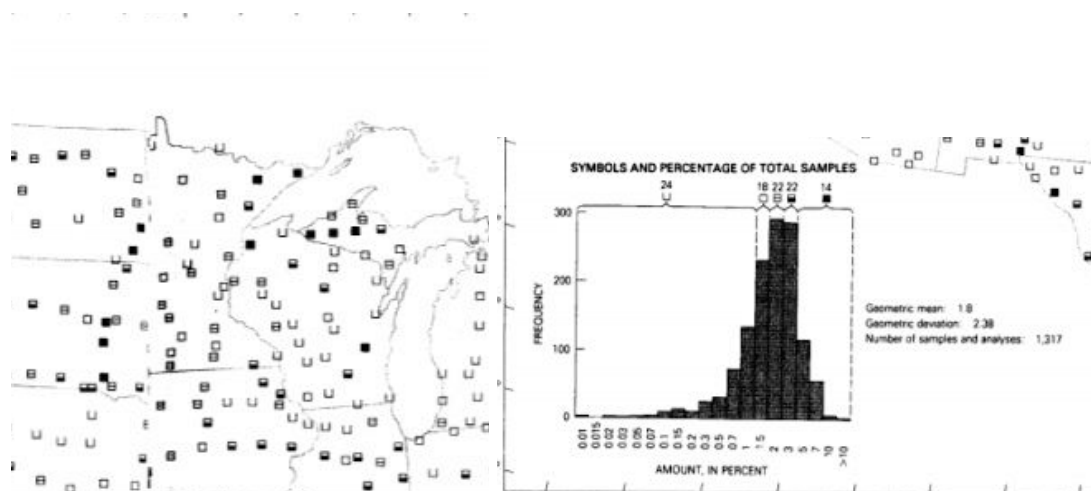 SYMBOLS AND PERCENTAGE OF TOTAL SAMPLES
24 18 22 22 14
300
200
100
0
FREQUENCY
0.01 0.015 0.02 0.03 0.05 0.07 0.1 0.15 0.2 0.3 0.5 0.7 1 1.5 2 3 5 7 10 >10
AMOUNT, IN PERCENT
Geometric mean: 1.8
Geometric deviation: 2.38
Number of samples and analyses: 1,317